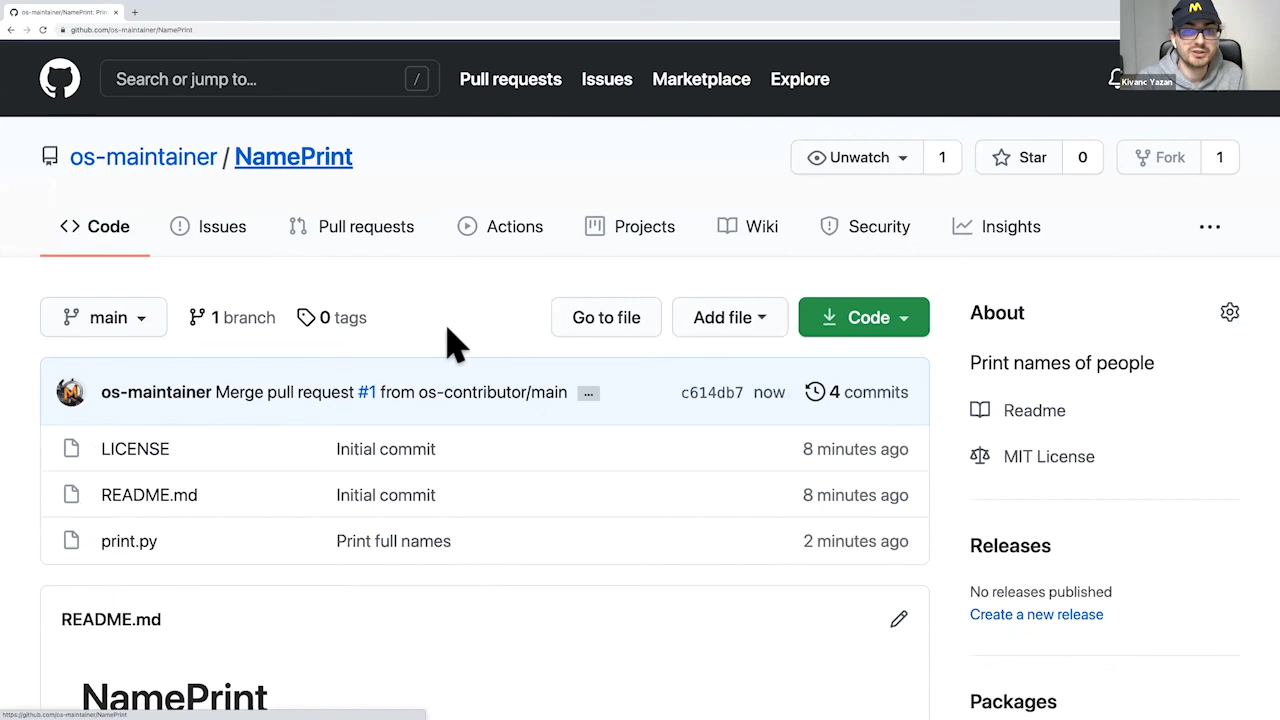 os-maintainer/NamePrint: Prin
github.com/os-maintainer/NamePrint
Search or jump to... /
Pull requests Issues Marketplace Explore
Kivanc Yazan
os-maintainer / NamePrint
Unwatch 1 Star 0 Fork 1
Code Issues Pull requests Actions Projects Wiki Security Insights ...
main 1 branch 0 tags Go to file Add file Code
os-maintainer Merge pull request #1 from os-contributor/main ... c614db7 now 4 commits
LICENSE Initial commit 8 minutes ago
README.md Initial commit 8 minutes ago
print.py Print full names 2 minutes ago
README.md
NamePrint
About
Print names of people
Readme
MIT License
Releases
No releases published
Create a new release
Packages
https://github.com/os-maintainer/NamePrint